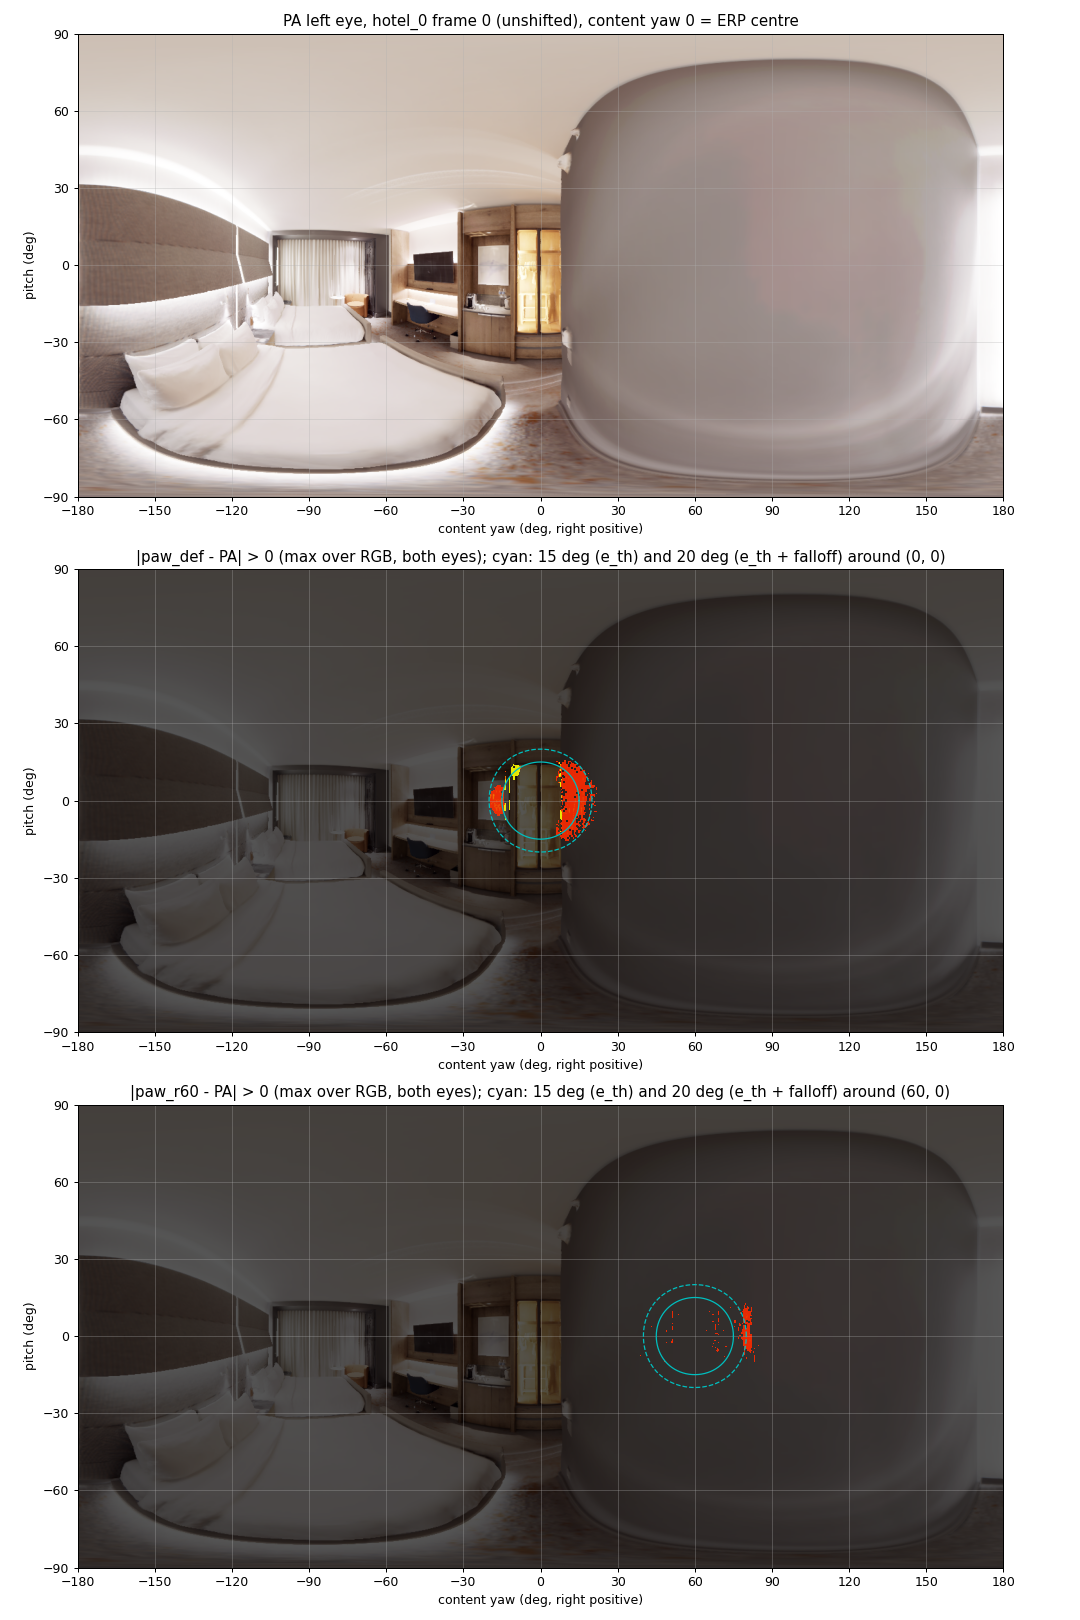 PA left eye, hotel_0 frame 0 (unshifted), content yaw 0 = ERP centre
90
60
30
0
−30
−60
−90
pitch (deg)
−180 −150 −120 −90 −60 −30 0 30 60 90 120 150 180
content yaw (deg, right positive)
|paw_def - PA| > 0 (max over RGB, both eyes); cyan: 15 deg (e_th) and 20 deg (e_th + falloff) around (0, 0)
90
60
30
0
−30
−60
−90
pitch (deg)
−180 −150 −120 −90 −60 −30 0 30 60 90 120 150 180
content yaw (deg, right positive)
|paw_r60 - PA| > 0 (max over RGB, both eyes); cyan: 15 deg (e_th) and 20 deg (e_th + falloff) around (60, 0)
90
60
30
0
−30
−60
−90
pitch (deg)
−180 −150 −120 −90 −60 −30 0 30 60 90 120 150 180
content yaw (deg, right positive)